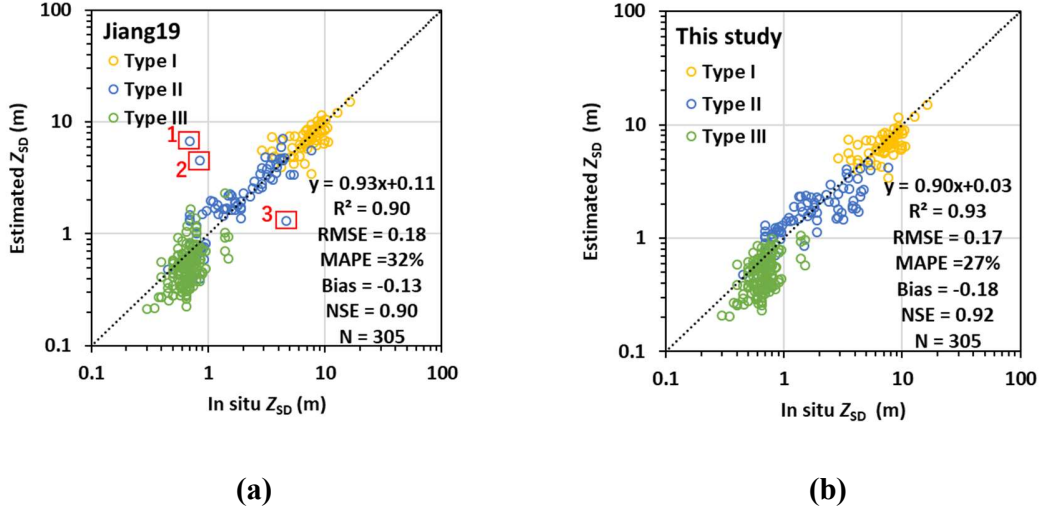 Jiang19
Type I
Type II
Type III
1
2
3
y = 0.93x+0.11
R² = 0.90
RMSE = 0.18
MAPE =32%
Bias = -0.13
NSE = 0.90
N = 305
100
10
1
0.1
Estimated ZSD (m)
0.1
1
10
100
In situ ZSD (m)
(a)
This study
Type I
Type II
Type III
y = 0.90x+0.03
R² = 0.93
RMSE = 0.17
MAPE =27%
Bias = -0.18
NSE = 0.92
N = 305
100
10
1
0.1
Estimated ZSD (m)
0.1
1
10
100
In situ ZSD (m)
(b)